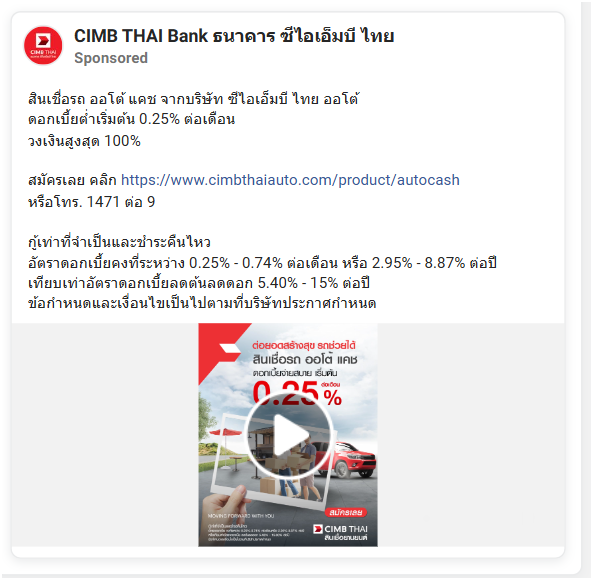 CIMB THAI Bank ธนาคาร ซีไอเอ็มบี ไทย
Sponsored
CIMB THAI
สินเชื่อรถ ออโต้ แคช จากบริษัท ซีไอเอ็มบี ไทย ออโต้
ดอกเบี้ยต่ำเริ่มต้น 0.25% ต่อเดือน
วงเงินสูงสุด 100%
สมัครเลย คลิก https://www.cimbthaiauto.com/product/autocash
หรือโทร. 1471 ต่อ 9
กู้เท่าที่จำเป็นและชำระคืนไหว
อัตราดอกเบี้ยคงที่ระหว่าง 0.25% - 0.74% ต่อเดือน หรือ 2.95% - 8.87% ต่อปี
เทียบเท่าอัตราดอกเบี้ยลดต้นลดดอก 5.40% - 15% ต่อปี
ข้อกำหนดและเงื่อนไขเป็นไปตามที่บริษัทประกาศกำหนด
ต่อยอดสร้างสุข รถช่วยได้
สินเชื่อรถ ออโต้ แคช
ดอกเบี้ยจ่ายสบาย เริ่มต้น
0.25% ต่อเดือน
สมัครเลย
MOVING FORWARD WITH YOU
CIMB THAI
สินเชื่อยานยนต์